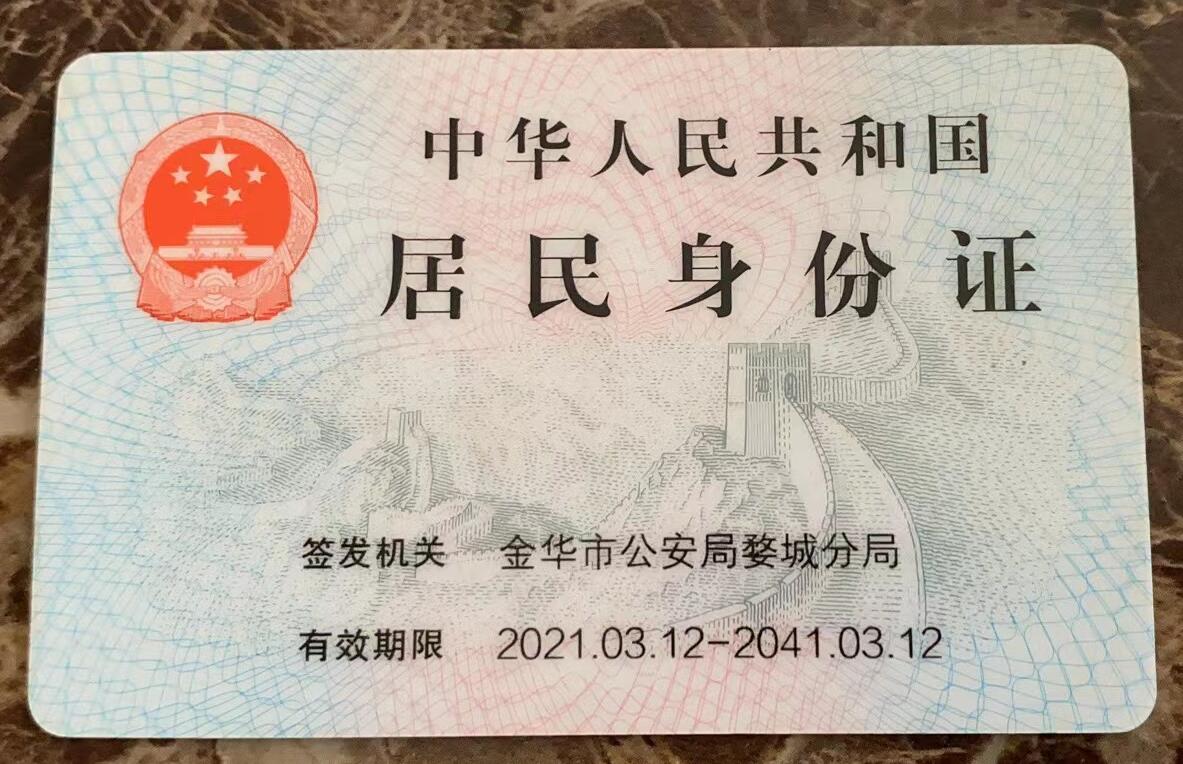 中华人民共和国
居民身份证
签发机关 金华市公安局婺城分局
有效期限 2021.03.12-2041.03.12